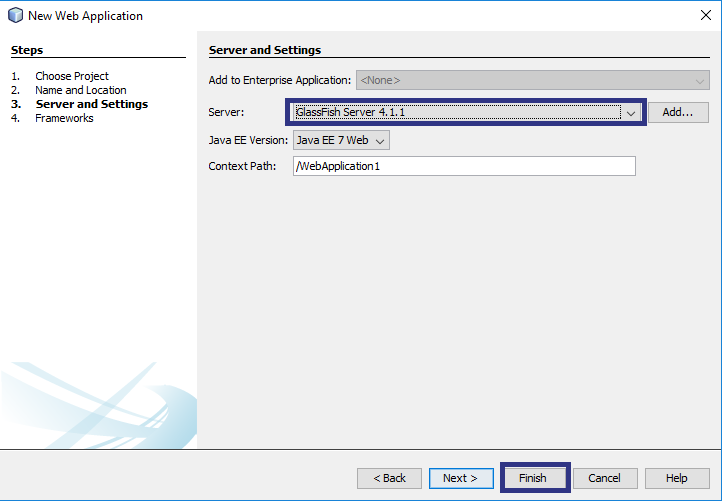 New Web Application
Steps
1. Choose Project
2. Name and Location
3. Server and Settings
4. Frameworks
Server and Settings
Add to Enterprise Application: <None>
Server: GlassFish Server 4.1.1 Add...
Java EE Version: Java EE 7 Web
Context Path: /WebApplication1
< Back Next > Finish Cancel Help